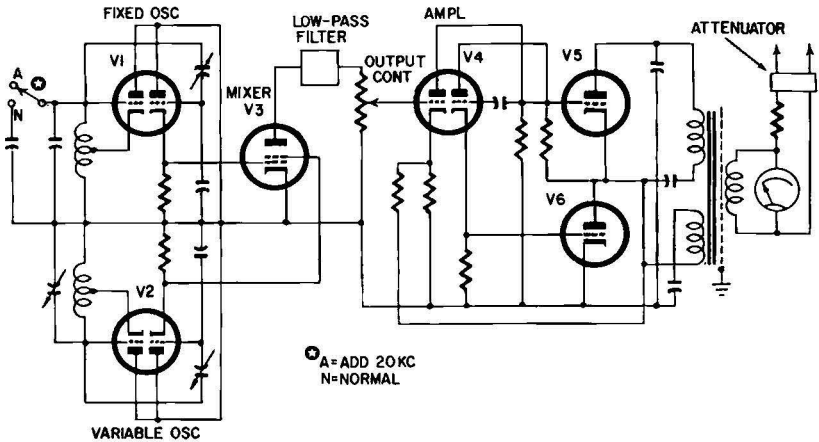 FIXED OSC
V1
A
✪
N
LOW-PASS
FILTER
MIXER
V3
OUTPUT
CONT
AMPL
V4
V5
V6
ATTENUATOR
V2
VARIABLE OSC
✪ A=ADD 20KC
N=NORMAL